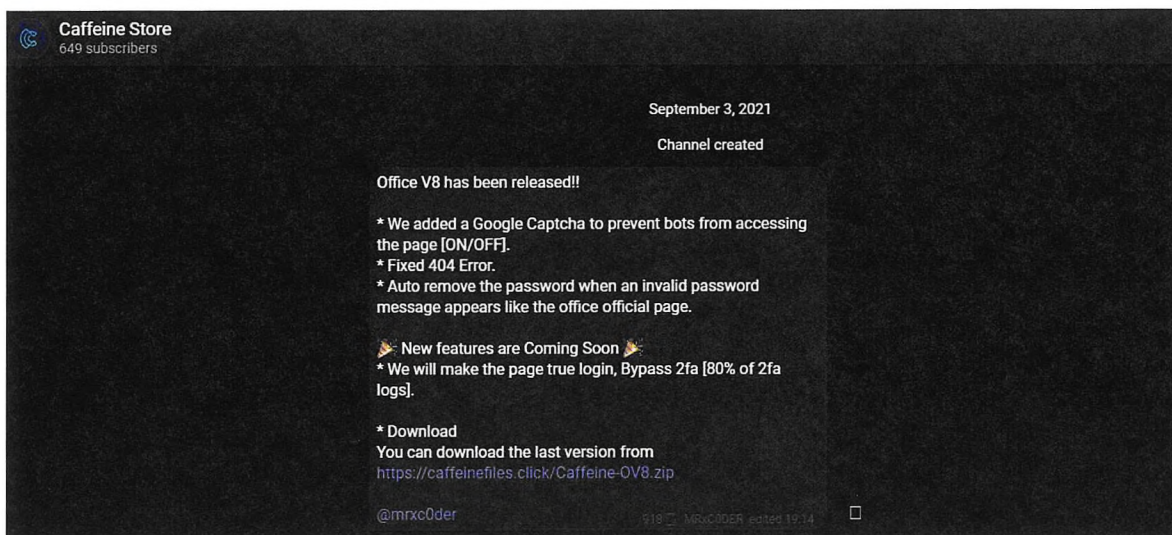 Caffeine Store
649 subscribers
September 3, 2021
Channel created
Office V8 has been released!!
* We added a Google Captcha to prevent bots from accessing
the page [ON/OFF].
* Fixed 404 Error.
* Auto remove the password when an invalid password
message appears like the office official page.
🎉 New features are Coming Soon 🎉
* We will make the page true login, Bypass 2fa [80% of 2fa
logs].
* Download
You can download the last version from
https://caffeinefiles.click/Caffeine-OV8.zip
@mrxc0der
918 MRxC0DER edited 19:14